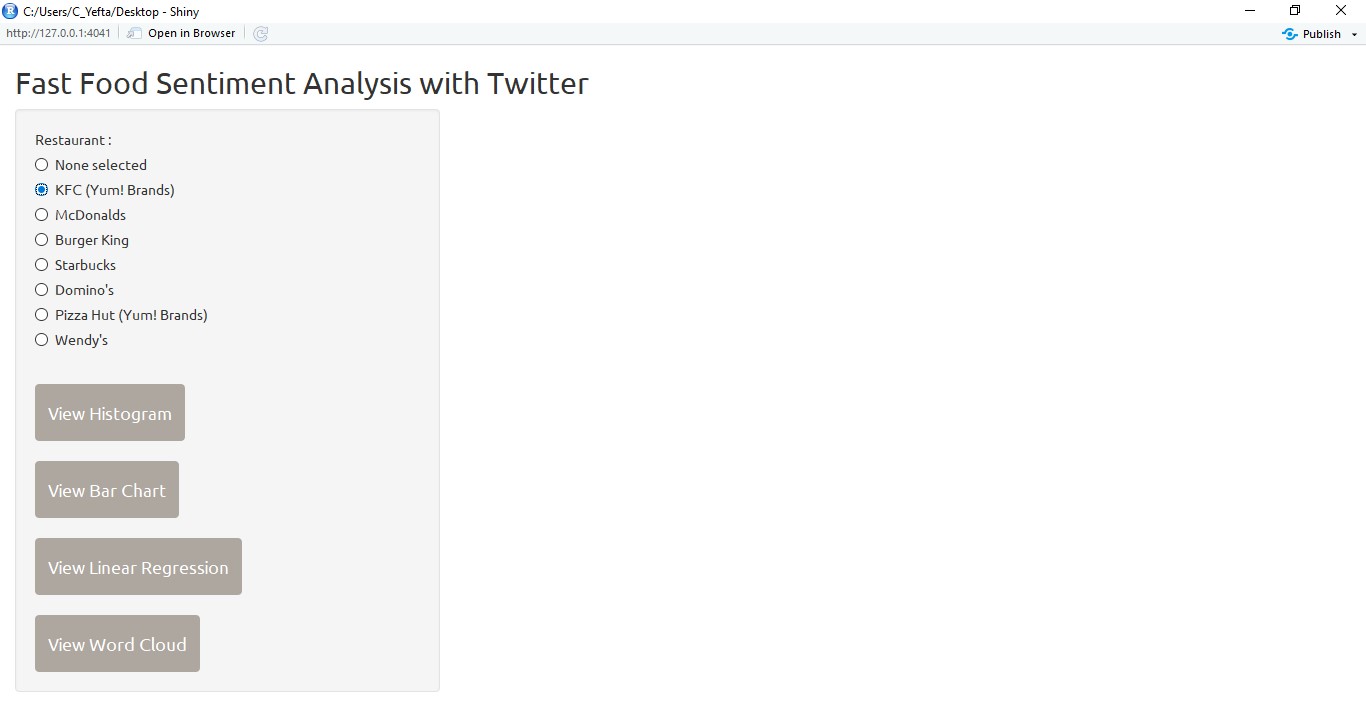 C:/Users/C_Yefta/Desktop - Shiny
http://127.0.0.1:4041 Open in Browser Publish
Fast Food Sentiment Analysis with Twitter
Restaurant :
None selected
KFC (Yum! Brands)
McDonalds
Burger King
Starbucks
Domino's
Pizza Hut (Yum! Brands)
Wendy's
View Histogram
View Bar Chart
View Linear Regression
View Word Cloud